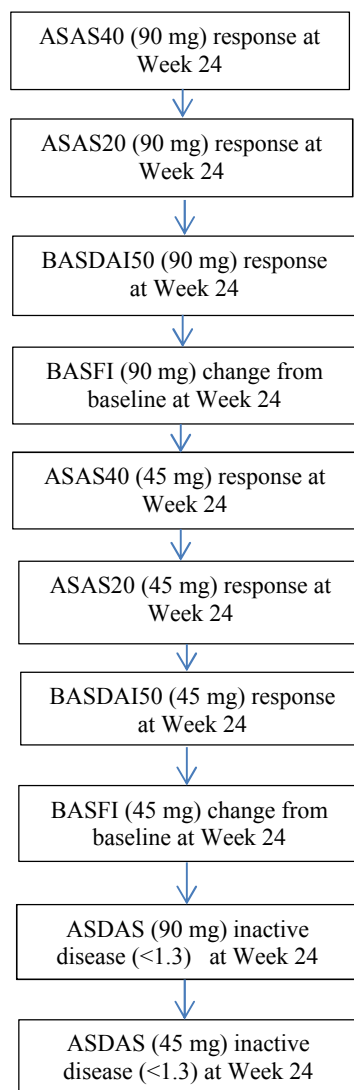 ASAS40 (90 mg) response at
Week 24
ASAS20 (90 mg) response at
Week 24
BASDAI50 (90 mg) response
at Week 24
BASFI (90 mg) change from
baseline at Week 24
ASAS40 (45 mg) response at
Week 24
ASAS20 (45 mg) response at
Week 24
BASDAI50 (45 mg) response
at Week 24
BASFI (45 mg) change from
baseline at Week 24
ASDAS (90 mg) inactive
disease (<1.3) at Week 24
ASDAS (45 mg) inactive
disease (<1.3) at Week 24